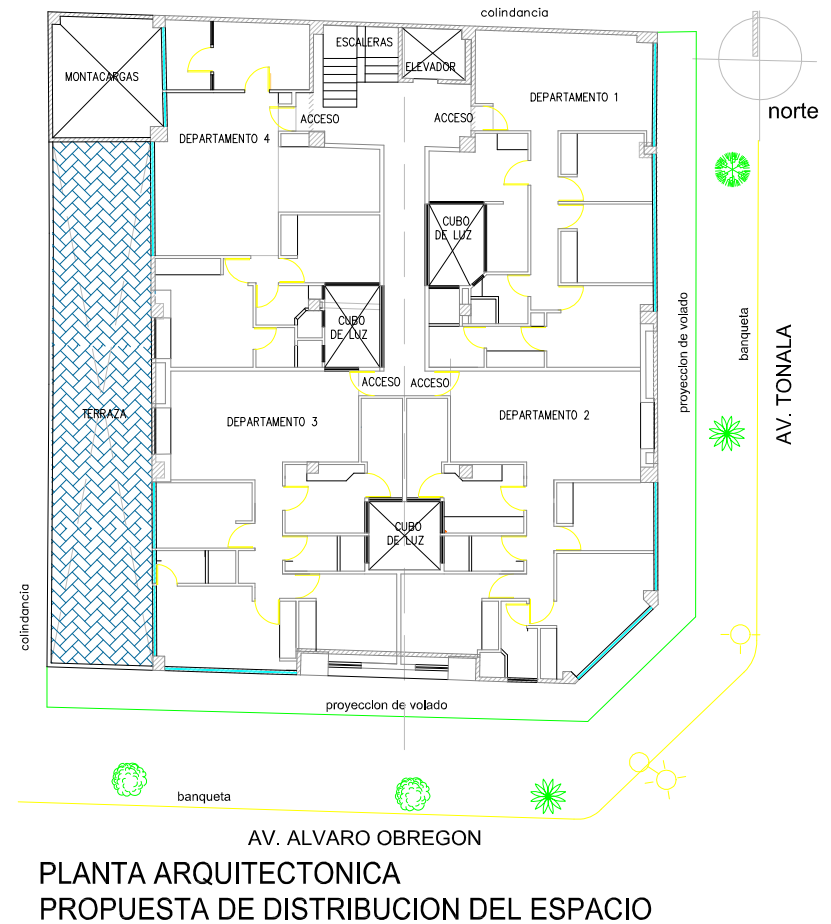 colindancia
ESCALERAS
MONTACARGAS
ELEVADOR
DEPARTAMENTO 1
norte
ACCESO
ACCESO
DEPARTAMENTO 4
CUBO
DE LUZ
CUBO
DE LUZ
proyeccion de volado
banqueta
AV. TONALA
ACCESO
ACCESO
TERRAZA
DEPARTAMENTO 3
DEPARTAMENTO 2
CUBO
DE LUZ
colindancia
proyeccion de volado
banqueta
AV. ALVARO OBREGON
PLANTA ARQUITECTONICA
PROPUESTA DE DISTRIBUCION DEL ESPACIO